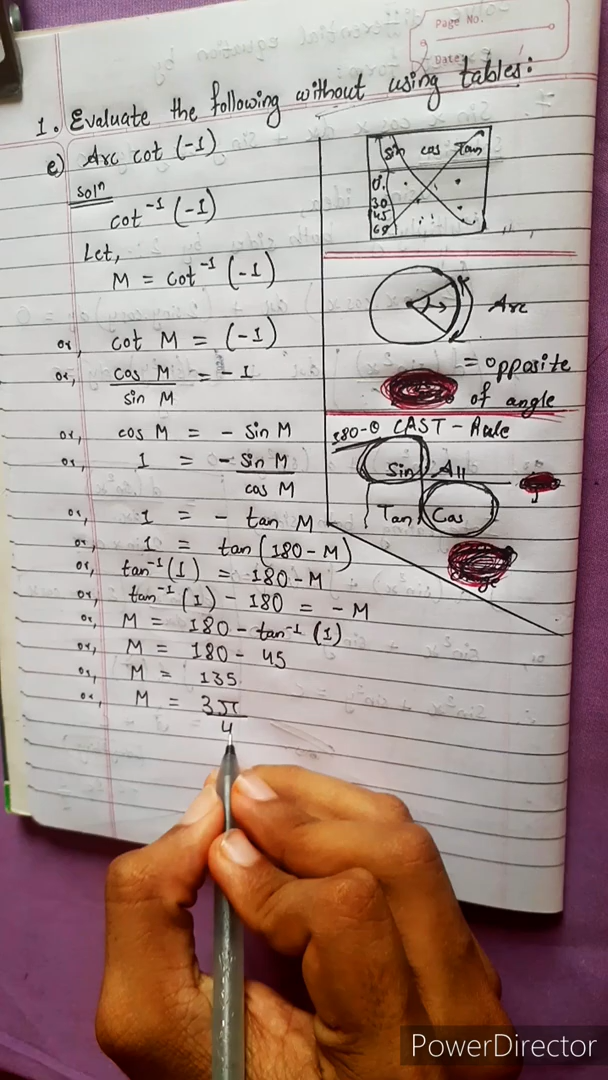 Page No.
Date:
1. Evaluate the following without using tables:
e) Arc cot (-1)
solⁿ
cot⁻¹ (-1)
Let,
M = cot⁻¹ (-1)
or, cot M = (-1)
or, cos M / sin M = - 1
or, cos M = - sin M
or, 1 = - sin M / cos M
or, 1 = - tan M
or, 1 = tan (180 - M)
or, tan⁻¹ (1) = 180 - M
or, tan⁻¹ (1) - 180 = - M
or, M = 180 - tan⁻¹ (1)
or, M = 180 - 45
or, M = 135
or, M = 3π / 4
sin cos Tan
0
30
45
60
Arc
= opposite
of angle
180-θ CAST - Rule
Sin All
Tan Cos
PowerDirector